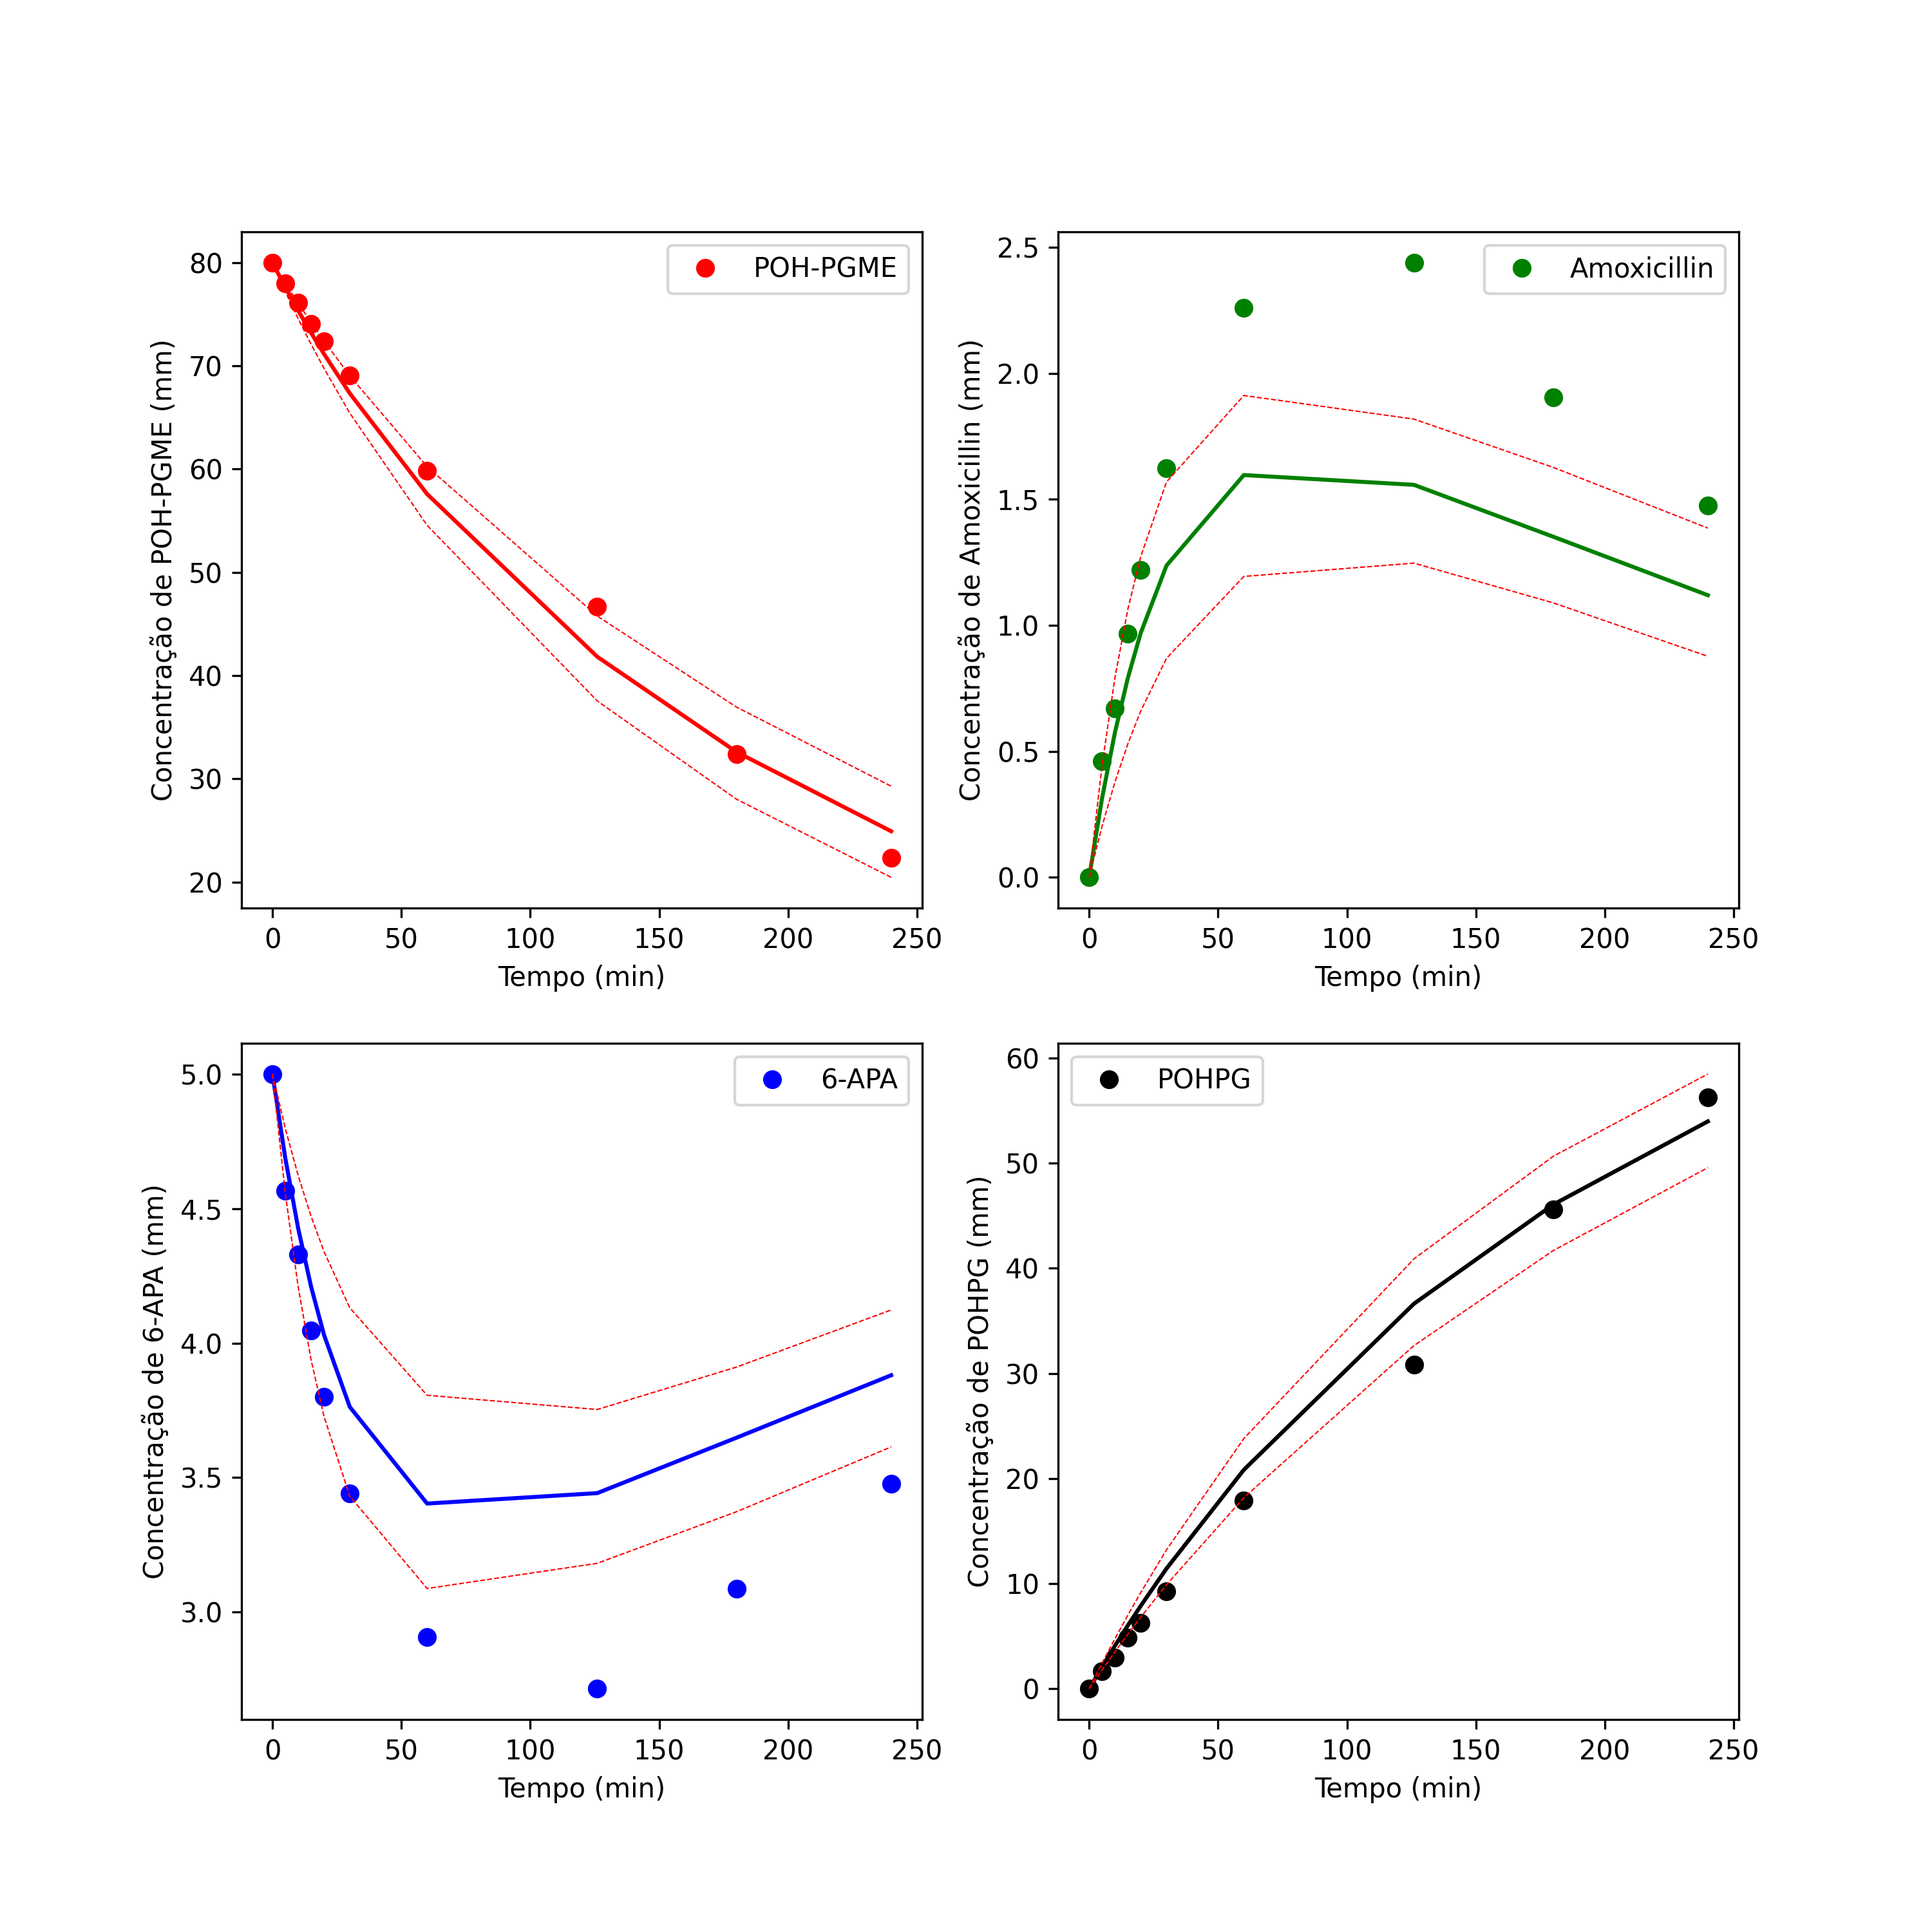 POH-PGME
Concentração de POH-PGME (mm)
80
70
60
50
40
30
20
0 50 100 150 200 250
Tempo (min)
Amoxicillin
Concentração de Amoxicillin (mm)
2.5
2.0
1.5
1.0
0.5
0.0
0 50 100 150 200 250
Tempo (min)
6-APA
Concentração de 6-APA (mm)
5.0
4.5
4.0
3.5
3.0
0 50 100 150 200 250
Tempo (min)
POHPG
Concentração de POHPG (mm)
60
50
40
30
20
10
0
0 50 100 150 200 250
Tempo (min)